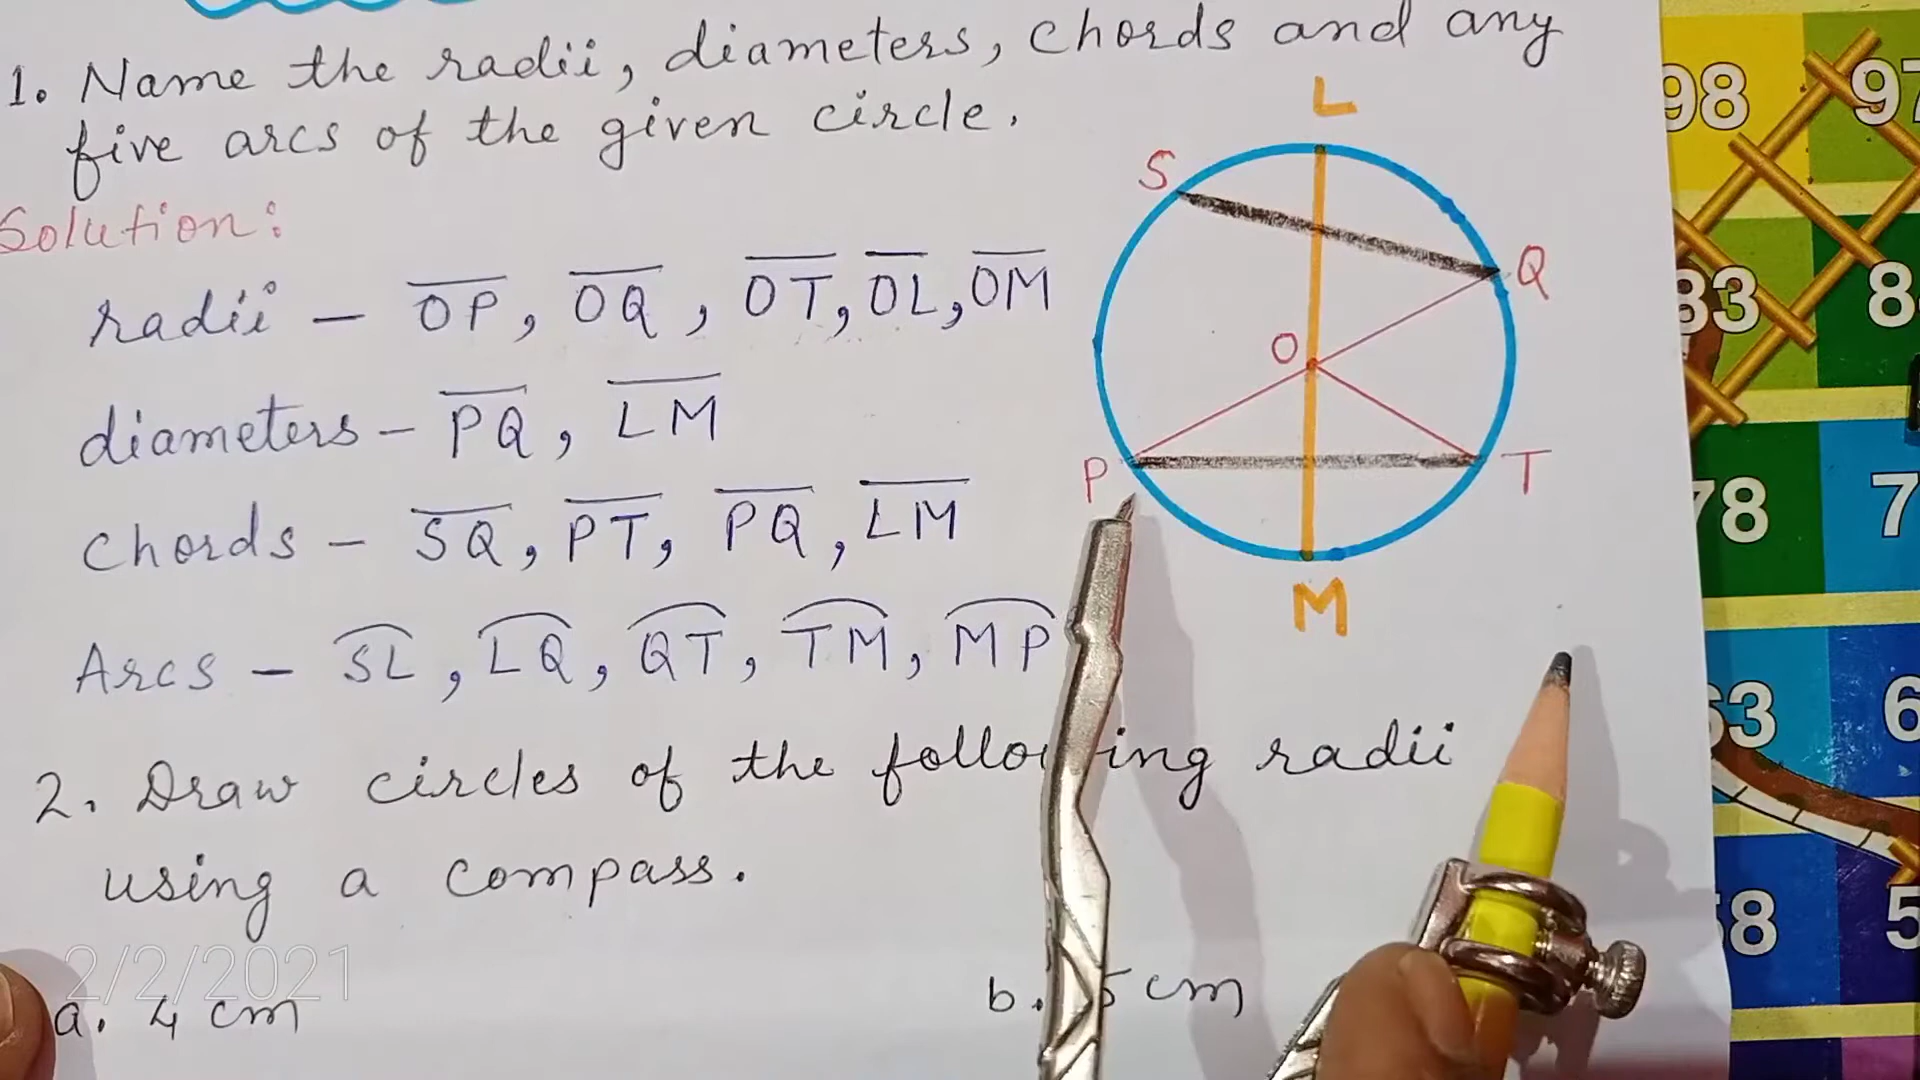 1. Name the radii, diameters, chords and any
five arcs of the given circle.
Solution:
radii - OP, OQ, OT, OL, OM
diameters - PQ, LM
chords - SQ, PT, PQ, LM
Arcs - SL, LQ, QT, TM, MP
L
S
Q
O
P
T
M
2. Draw circles of the following radii
using a compass.
2/2/2021
a. 4 cm
b. 5 cm
98
97
83
78
63